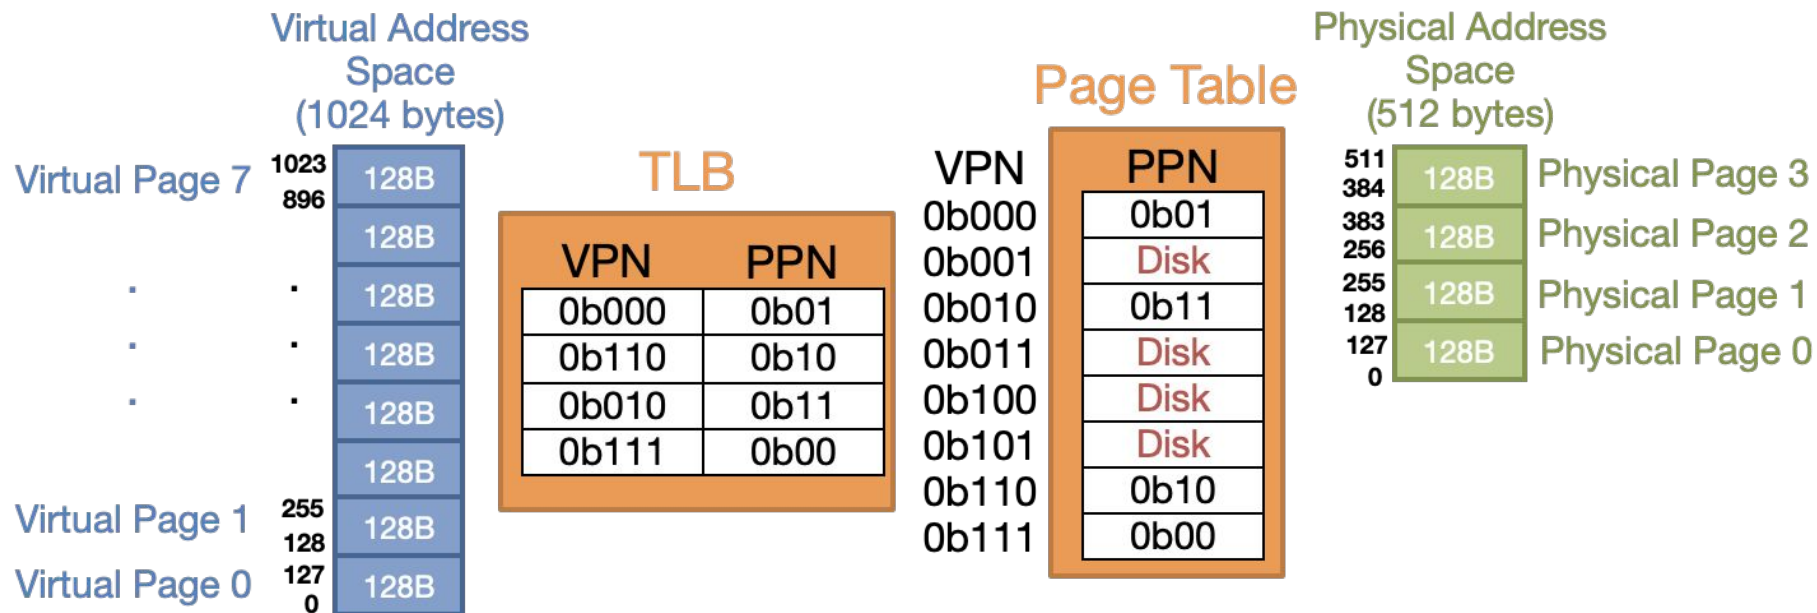 Virtual Address
Space
(1024 bytes)
Virtual Page 7
1023
896
128B
128B
.
.
128B
.
.
128B
.
.
128B
128B
Virtual Page 1
255
128
128B
Virtual Page 0
127
0
128B
TLB
VPN PPN
0b000 0b01
0b110 0b10
0b010 0b11
0b111 0b00
Page Table
VPN PPN
0b000 0b01
0b001 Disk
0b010 0b11
0b011 Disk
0b100 Disk
0b101 Disk
0b110 0b10
0b111 0b00
Physical Address
Space
(512 bytes)
511
384
128B
Physical Page 3
383
256
128B
Physical Page 2
255
128
128B
Physical Page 1
127
0
128B
Physical Page 0